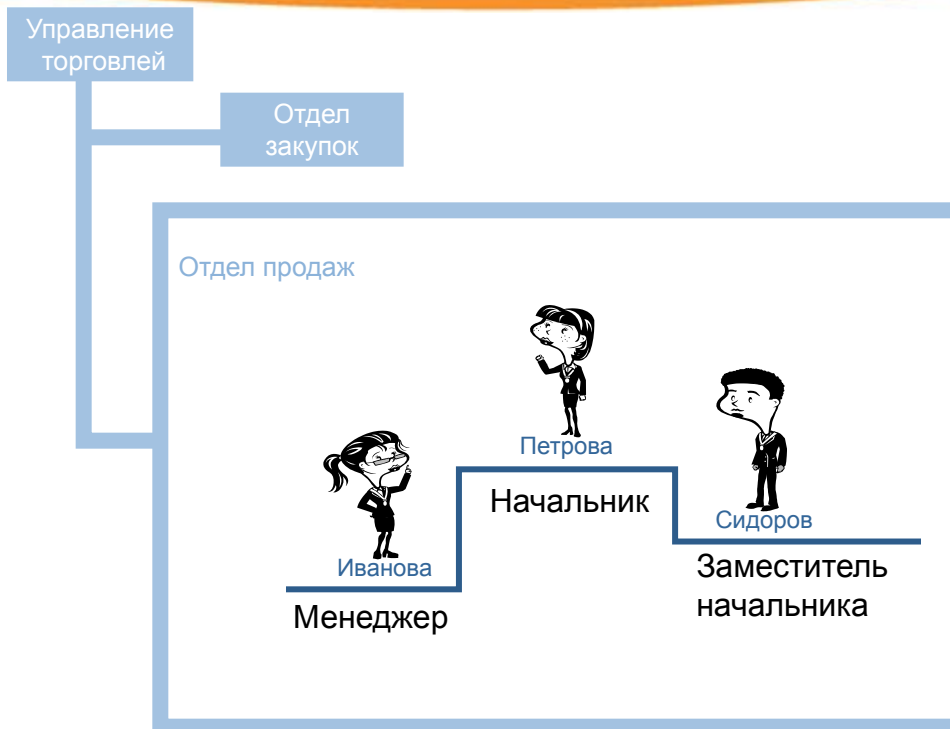 Управление
торговлей
Отдел
закупок
Отдел продаж
Петрова
Начальник
Сидоров
Заместитель
начальника
Иванова
Менеджер